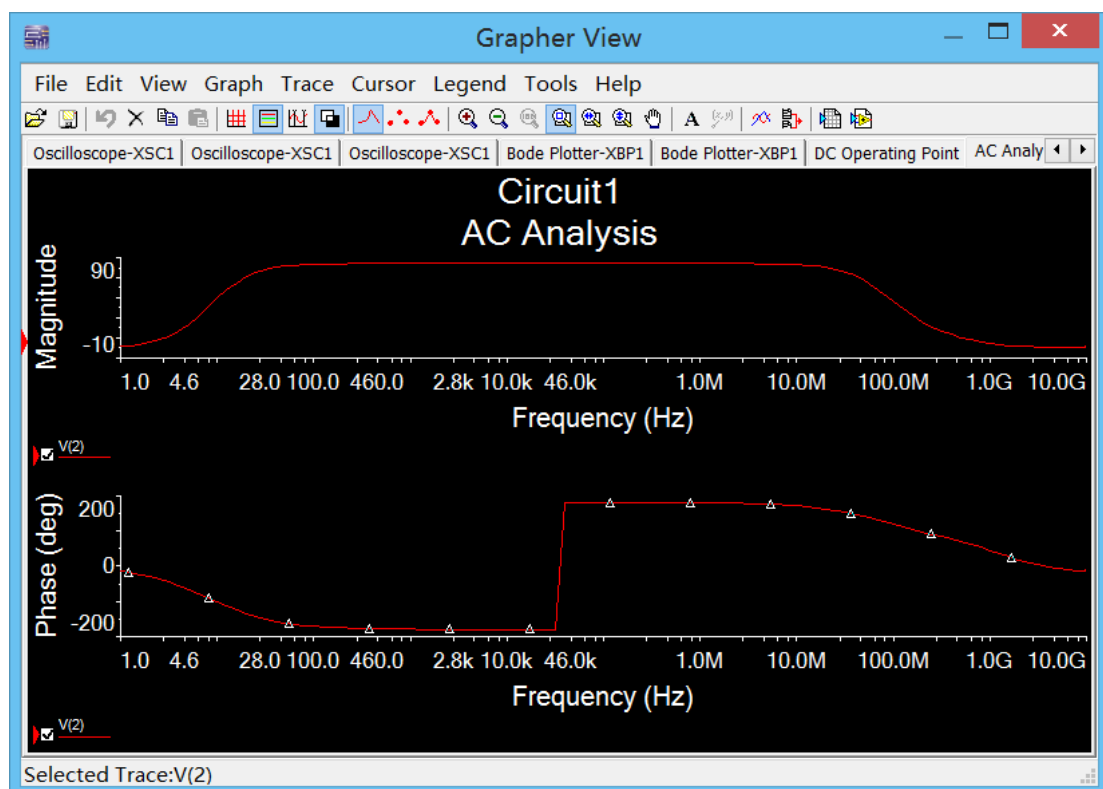 Grapher View
File Edit View Graph Trace Cursor Legend Tools Help
A (x,y)
Oscilloscope-XSC1 Oscilloscope-XSC1 Oscilloscope-XSC1 Bode Plotter-XBP1 Bode Plotter-XBP1 DC Operating Point AC Analy
Circuit1
AC Analysis
Magnitude
90
-10
1.0 4.6 28.0 100.0 460.0 2.8k 10.0k 46.0k 1.0M 10.0M 100.0M 1.0G 10.0G
Frequency (Hz)
V(2)
Phase (deg)
200
0
-200
1.0 4.6 28.0 100.0 460.0 2.8k 10.0k 46.0k 1.0M 10.0M 100.0M 1.0G 10.0G
Frequency (Hz)
V(2)
Selected Trace:V(2)